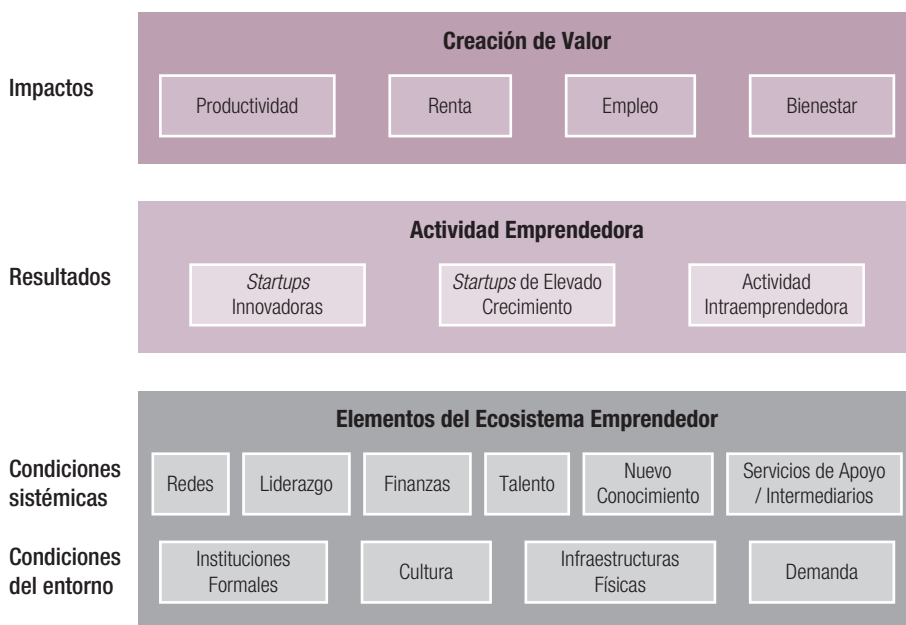 Impactos
Creación de Valor
Productividad
Renta
Empleo
Bienestar
Resultados
Actividad Emprendedora
Startups
Innovadoras
Startups de Elevado
Crecimiento
Actividad
Intraemprendedora
Elementos del Ecosistema Emprendedor
Condiciones
sistémicas
Redes
Liderazgo
Finanzas
Talento
Nuevo
Conocimiento
Servicios de Apoyo
/ Intermediarios
Condiciones
del entorno
Instituciones
Formales
Cultura
Infraestructuras
Físicas
Demanda